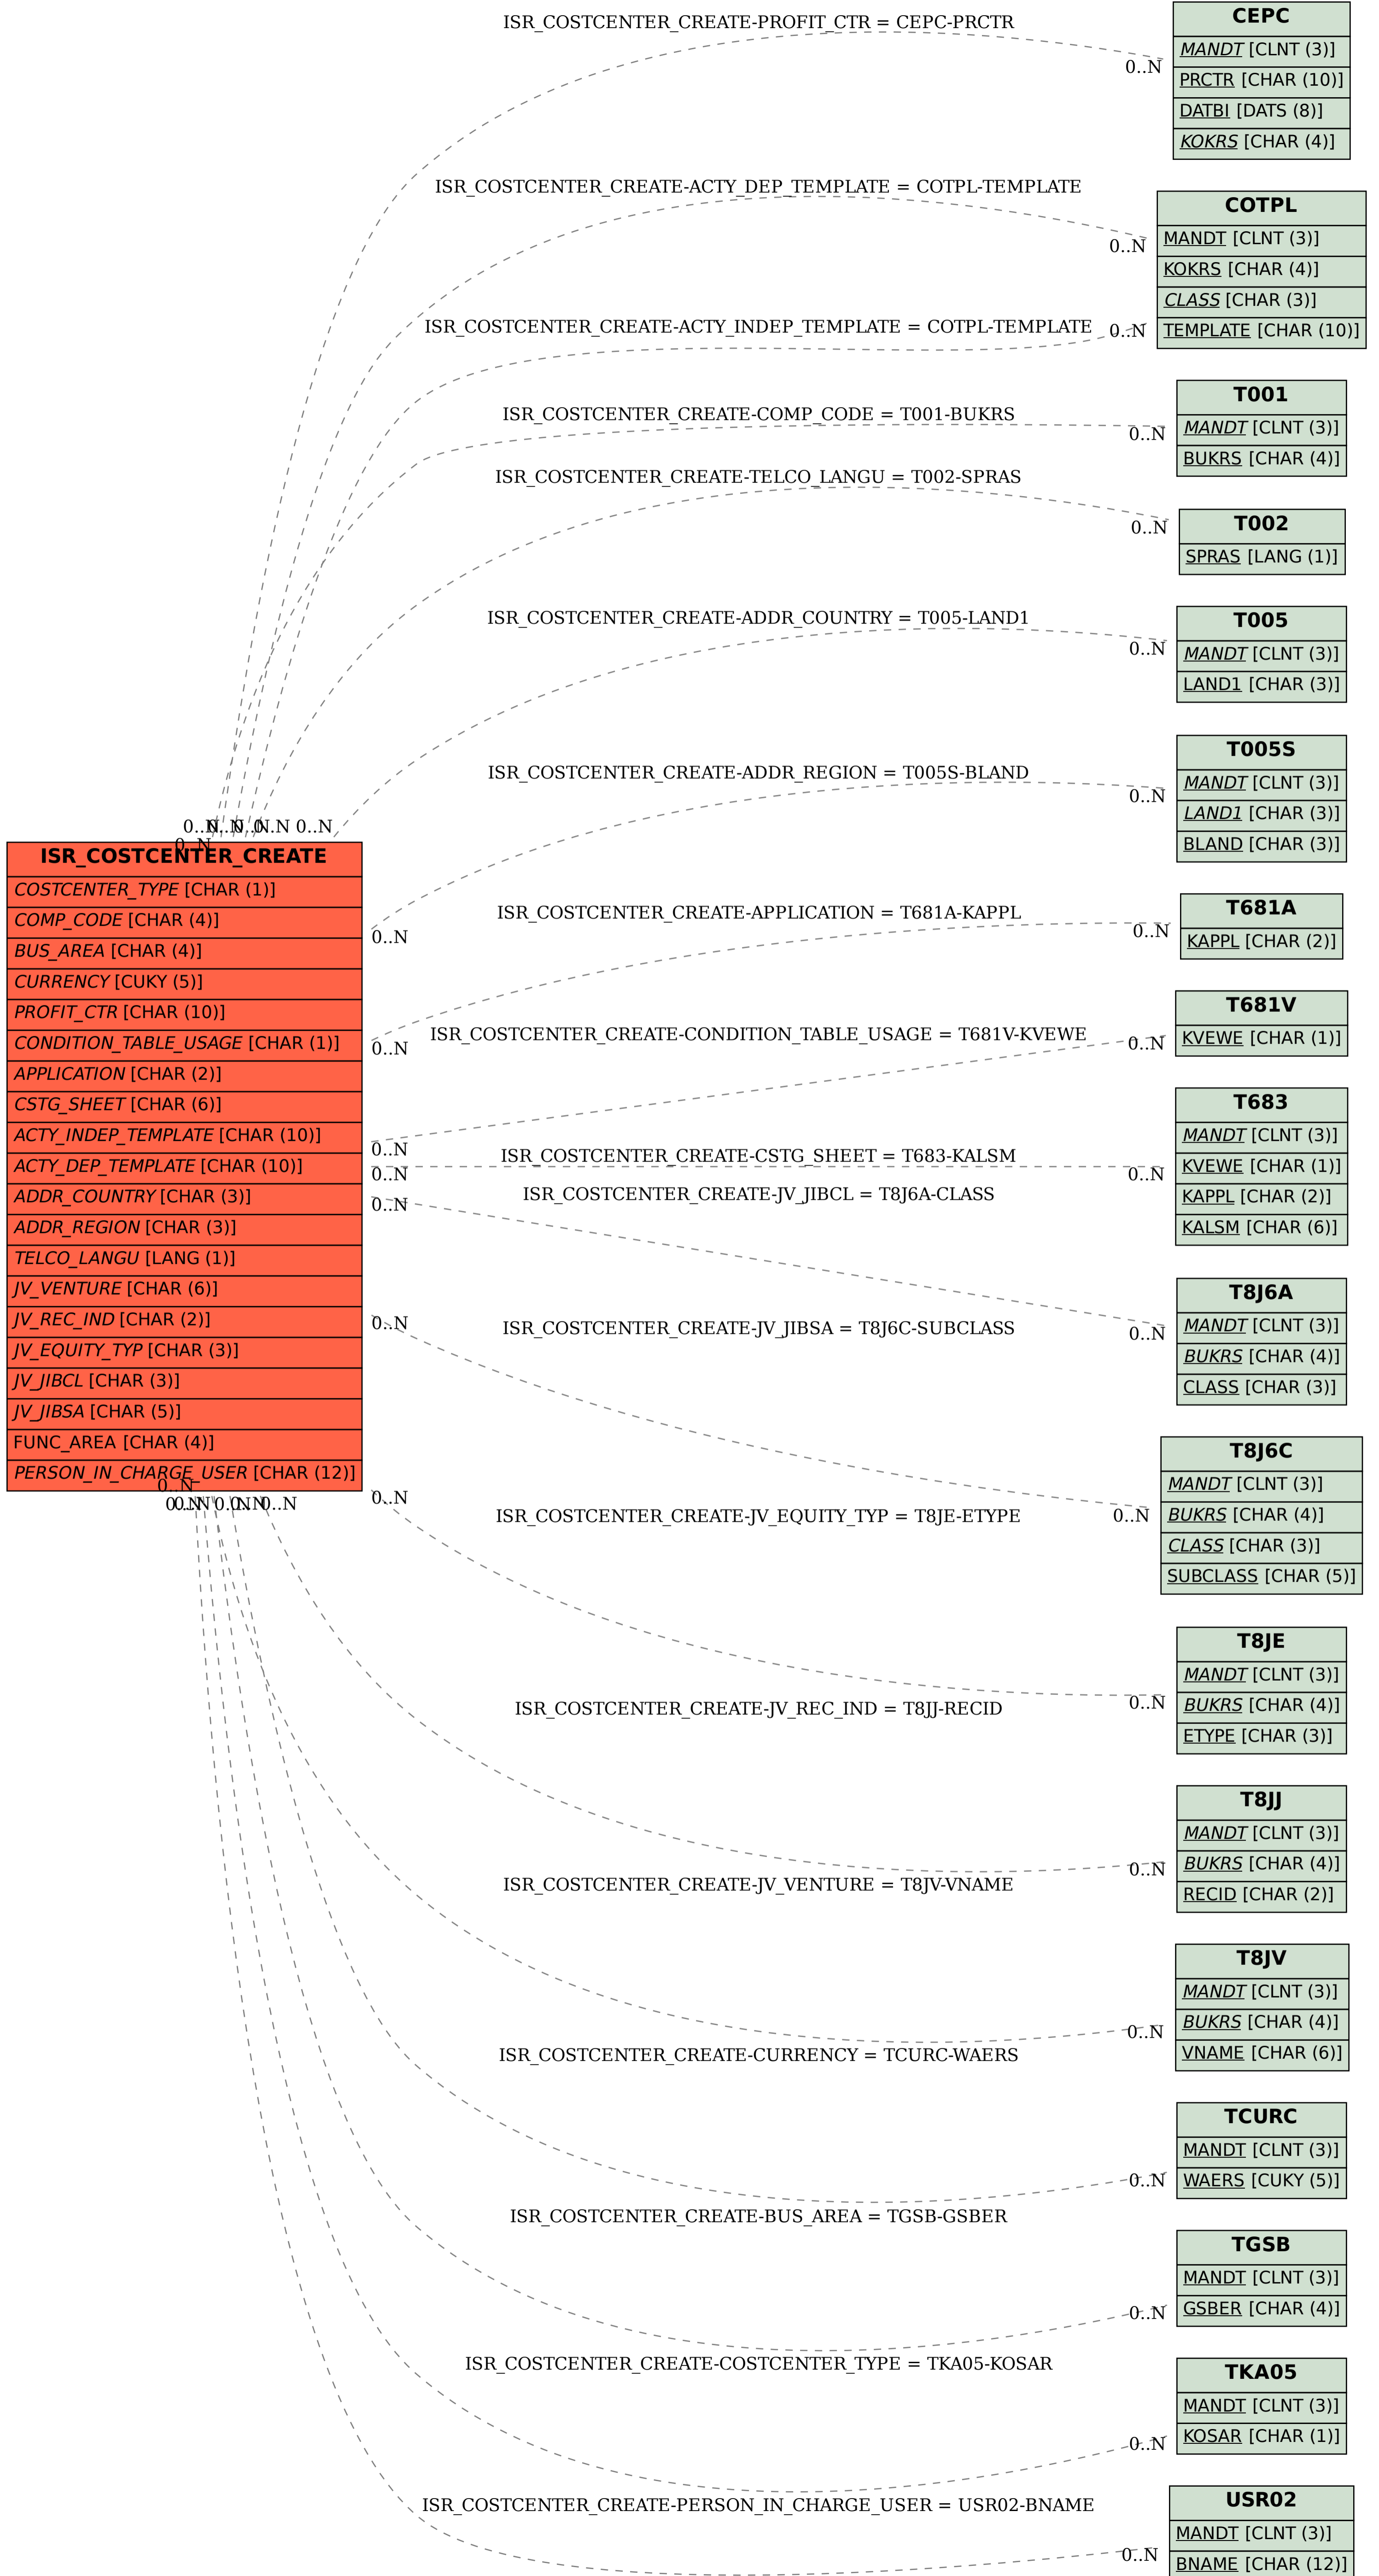 ISR_COSTCENTER_CREATE-PROFIT_CTR = CEPC-PRCTR
0..N
CEPC
MANDT [CLNT (3)]
PRCTR [CHAR (10)]
DATBI [DATS (8)]
KOKRS [CHAR (4)]
ISR_COSTCENTER_CREATE-ACTY_DEP_TEMPLATE = COTPL-TEMPLATE
0..N
ISR_COSTCENTER_CREATE-ACTY_INDEP_TEMPLATE = COTPL-TEMPLATE
0..N
COTPL
MANDT [CLNT (3)]
KOKRS [CHAR (4)]
CLASS [CHAR (3)]
TEMPLATE [CHAR (10)]
ISR_COSTCENTER_CREATE-COMP_CODE = T001-BUKRS
0..N
T001
MANDT [CLNT (3)]
BUKRS [CHAR (4)]
ISR_COSTCENTER_CREATE-TELCO_LANGU = T002-SPRAS
0..N
T002
SPRAS [LANG (1)]
ISR_COSTCENTER_CREATE-ADDR_COUNTRY = T005-LAND1
0..N
T005
MANDT [CLNT (3)]
LAND1 [CHAR (3)]
ISR_COSTCENTER_CREATE-ADDR_REGION = T005S-BLAND
0..N
T005S
MANDT [CLNT (3)]
LAND1 [CHAR (3)]
BLAND [CHAR (3)]
0..N
0..N
0..N
0..N
0..N
0..N
ISR_COSTCENTER_CREATE
COSTCENTER_TYPE [CHAR (1)]
COMP_CODE [CHAR (4)]
BUS_AREA [CHAR (4)]
CURRENCY [CUKY (5)]
PROFIT_CTR [CHAR (10)]
CONDITION_TABLE_USAGE [CHAR (1)]
APPLICATION [CHAR (2)]
CSTG_SHEET [CHAR (6)]
ACTY_INDEP_TEMPLATE [CHAR (10)]
ACTY_DEP_TEMPLATE [CHAR (10)]
ADDR_COUNTRY [CHAR (3)]
ADDR_REGION [CHAR (3)]
TELCO_LANGU [LANG (1)]
JV_VENTURE [CHAR (6)]
JV_REC_IND [CHAR (2)]
JV_EQUITY_TYP [CHAR (3)]
JV_JIBCL [CHAR (3)]
JV_JIBSA [CHAR (5)]
FUNC_AREA [CHAR (4)]
PERSON_IN_CHARGE_USER [CHAR (12)]
0..N
0..N
0..N
0..N
0..N
0..N
0..N
0..N
0..N
0..N
0..N
0..N
0..N
ISR_COSTCENTER_CREATE-APPLICATION = T681A-KAPPL
0..N
T681A
KAPPL [CHAR (2)]
ISR_COSTCENTER_CREATE-CONDITION_TABLE_USAGE = T681V-KVEWE
0..N
T681V
KVEWE [CHAR (1)]
ISR_COSTCENTER_CREATE-CSTG_SHEET = T683-KALSM
0..N
T683
MANDT [CLNT (3)]
KVEWE [CHAR (1)]
KAPPL [CHAR (2)]
KALSM [CHAR (6)]
ISR_COSTCENTER_CREATE-JV_JIBCL = T8J6A-CLASS
0..N
T8J6A
MANDT [CLNT (3)]
BUKRS [CHAR (4)]
CLASS [CHAR (3)]
ISR_COSTCENTER_CREATE-JV_JIBSA = T8J6C-SUBCLASS
0..N
T8J6C
MANDT [CLNT (3)]
BUKRS [CHAR (4)]
CLASS [CHAR (3)]
SUBCLASS [CHAR (5)]
ISR_COSTCENTER_CREATE-JV_EQUITY_TYP = T8JE-ETYPE
0..N
T8JE
MANDT [CLNT (3)]
BUKRS [CHAR (4)]
ETYPE [CHAR (3)]
ISR_COSTCENTER_CREATE-JV_REC_IND = T8JJ-RECID
0..N
T8JJ
MANDT [CLNT (3)]
BUKRS [CHAR (4)]
RECID [CHAR (2)]
ISR_COSTCENTER_CREATE-JV_VENTURE = T8JV-VNAME
0..N
T8JV
MANDT [CLNT (3)]
BUKRS [CHAR (4)]
VNAME [CHAR (6)]
ISR_COSTCENTER_CREATE-CURRENCY = TCURC-WAERS
0..N
TCURC
MANDT [CLNT (3)]
WAERS [CUKY (5)]
ISR_COSTCENTER_CREATE-BUS_AREA = TGSB-GSBER
0..N
TGSB
MANDT [CLNT (3)]
GSBER [CHAR (4)]
ISR_COSTCENTER_CREATE-COSTCENTER_TYPE = TKA05-KOSAR
0..N
TKA05
MANDT [CLNT (3)]
KOSAR [CHAR (1)]
ISR_COSTCENTER_CREATE-PERSON_IN_CHARGE_USER = USR02-BNAME
0..N
USR02
MANDT [CLNT (3)]
BNAME [CHAR (12)]